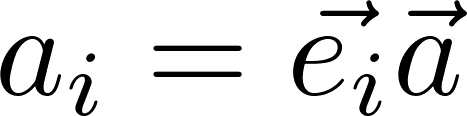 $a_i = \vec{e_i}\vec{a}$